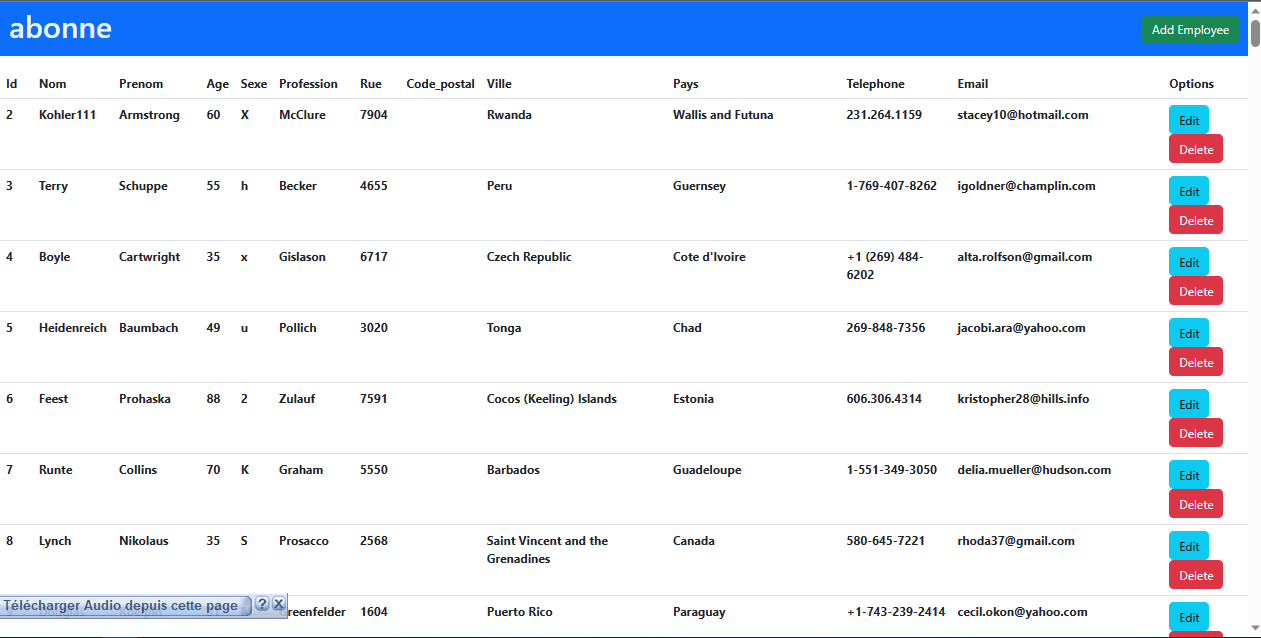 abonne
Add Employee
Id Nom Prenom Age Sexe Profession Rue Code_postal Ville Pays Telephone Email Options
2 Kohler111 Armstrong 60 X McClure 7904 Rwanda Wallis and Futuna 231.264.1159 stacey10@hotmail.com Edit
Delete
3 Terry Schuppe 55 h Becker 4655 Peru Guernsey 1-769-407-8262 igoldner@champlin.com Edit
Delete
4 Boyle Cartwright 35 x Gislason 6717 Czech Republic Cote d'Ivoire +1 (269) 484- alta.rolfson@gmail.com Edit
6202
Delete
5 Heidenreich Baumbach 49 u Pollich 3020 Tonga Chad 269-848-7356 jacobi.ara@yahoo.com Edit
Delete
6 Feest Prohaska 88 2 Zulauf 7591 Cocos (Keeling) Islands Estonia 606.306.4314 kristopher28@hills.info Edit
Delete
7 Runte Collins 70 K Graham 5550 Barbados Guadeloupe 1-551-349-3050 delia.mueller@hudson.com Edit
Delete
8 Lynch Nikolaus 35 S Prosacco 2568 Saint Vincent and the Canada 580-645-7221 rhoda37@gmail.com Edit
Grenadines
Delete
Télécharger Audio depuis cette page ? X
reenfelder 1604 Puerto Rico Paraguay +1-743-239-2414 cecil.okon@yahoo.com Edit